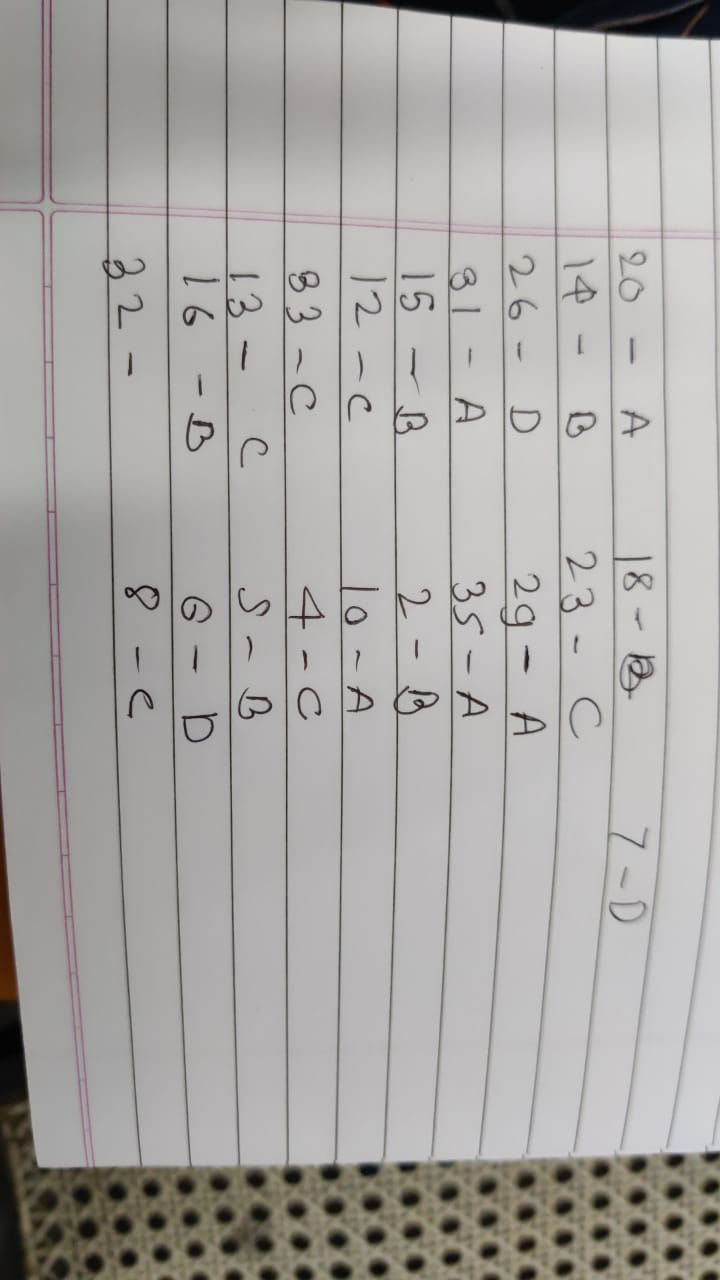 20 - A 18 - B 7 - D
14 - B 23 - C
26 - D 29 - A
31 - A 35 - A
15 - B 2 - B
12 - C 10 - A
33 - C 4 - C
13 - C 5 - B
16 - B 6 - D
32 - 8 - C